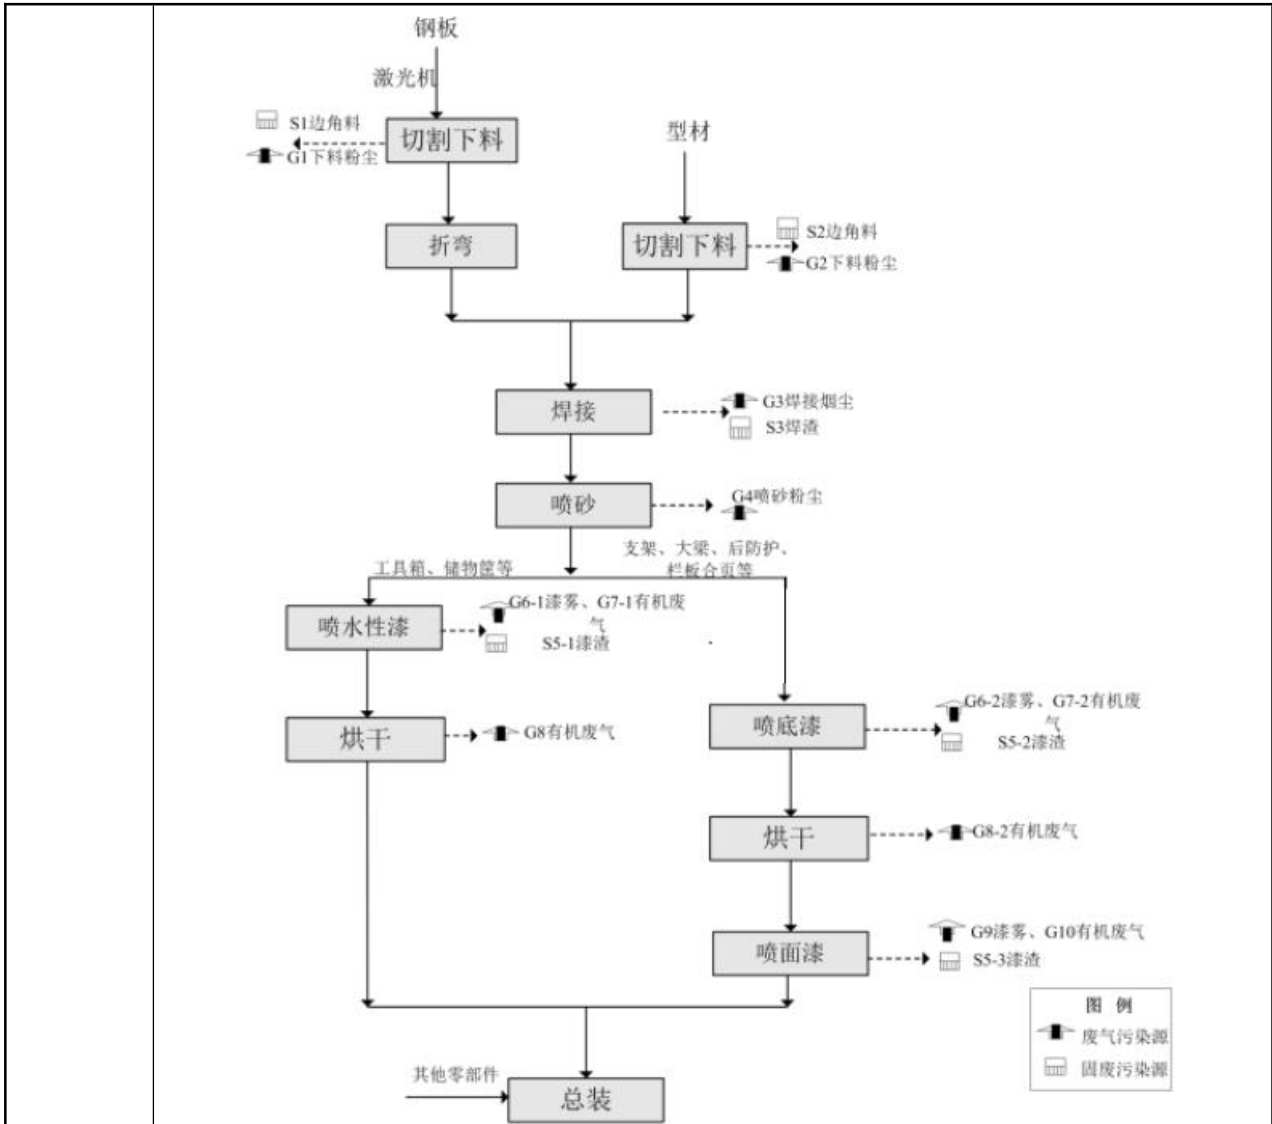 钢板
激光机
S1边角料
切割下料
G1下料粉尘
型材
折弯
切割下料
S2边角料
G2下料粉尘
焊接
G3焊接烟尘
S3焊渣
喷砂
G4喷砂粉尘
工具箱、储物筐等
支架、大梁、后防护、
栏板合页等
喷水性漆
G6-1漆雾、G7-1有机废
气
S5-1漆渣
烘干
G8有机废气
喷底漆
G6-2漆雾、G7-2有机废
气
S5-2漆渣
烘干
G8-2有机废气
喷面漆
G9漆雾、G10有机废气
S5-3漆渣
图 例
废气污染源
固废污染源
其他零部件
总装